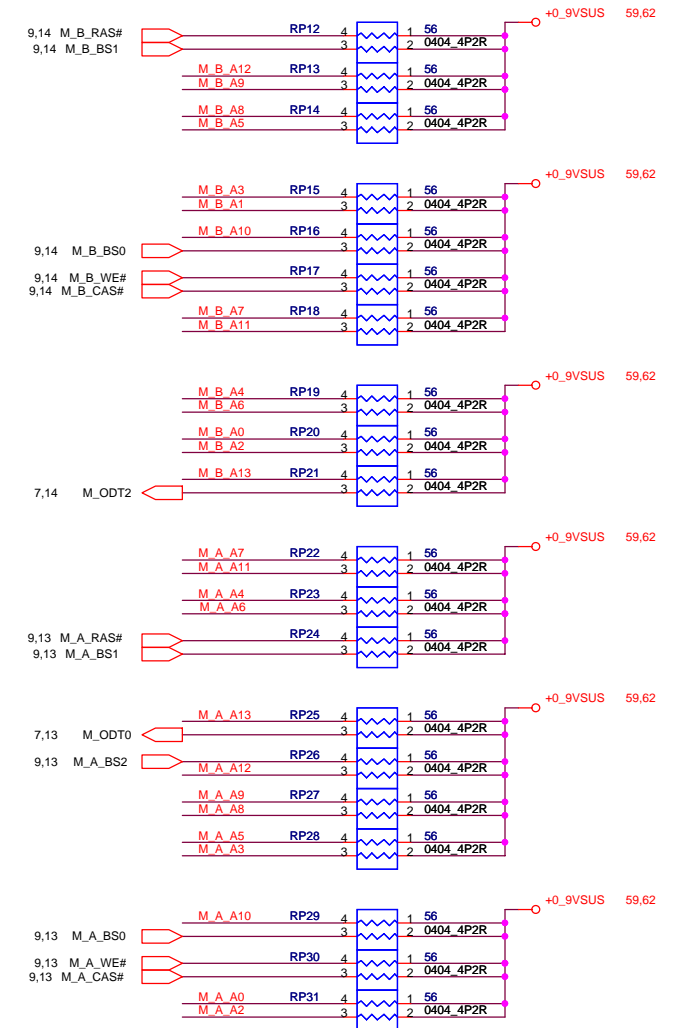 +0_9VSUS 59,62
9,14 M_B_RAS# RP12 4 1 56
9,14 M_B_BS1 3 2 0404_4P2R
M_B_A12 RP13 4 1 56
M_B_A9 3 2 0404_4P2R
M_B_A8 RP14 4 1 56
M_B_A5 3 2 0404_4P2R
+0_9VSUS 59,62
M_B_A3 RP15 4 1 56
M_B_A1 3 2 0404_4P2R
M_B_A10 RP16 4 1 56
9,14 M_B_BS0 3 2 0404_4P2R
9,14 M_B_WE# RP17 4 1 56
9,14 M_B_CAS# 3 2 0404_4P2R
M_B_A7 RP18 4 1 56
M_B_A11 3 2 0404_4P2R
+0_9VSUS 59,62
M_B_A4 RP19 4 1 56
M_B_A6 3 2 0404_4P2R
M_B_A0 RP20 4 1 56
M_B_A2 3 2 0404_4P2R
M_B_A13 RP21 4 1 56
7,14 M_ODT2 3 2 0404_4P2R
+0_9VSUS 59,62
M_A_A7 RP22 4 1 56
M_A_A11 3 2 0404_4P2R
M_A_A4 RP23 4 1 56
M_A_A6 3 2 0404_4P2R
9,13 M_A_RAS# RP24 4 1 56
9,13 M_A_BS1 3 2 0404_4P2R
+0_9VSUS 59,62
M_A_A13 RP25 4 1 56
7,13 M_ODT0 3 2 0404_4P2R
9,13 M_A_BS2 RP26 4 1 56
M_A_A12 3 2 0404_4P2R
M_A_A9 RP27 4 1 56
M_A_A8 3 2 0404_4P2R
M_A_A5 RP28 4 1 56
M_A_A3 3 2 0404_4P2R
+0_9VSUS 59,62
M_A_A10 RP29 4 1 56
9,13 M_A_BS0 3 2 0404_4P2R
9,13 M_A_WE# RP30 4 1 56
9,13 M_A_CAS# 3 2 0404_4P2R
M_A_A0 RP31 4 1 56
M_A_A2 3 2 0404_4P2R